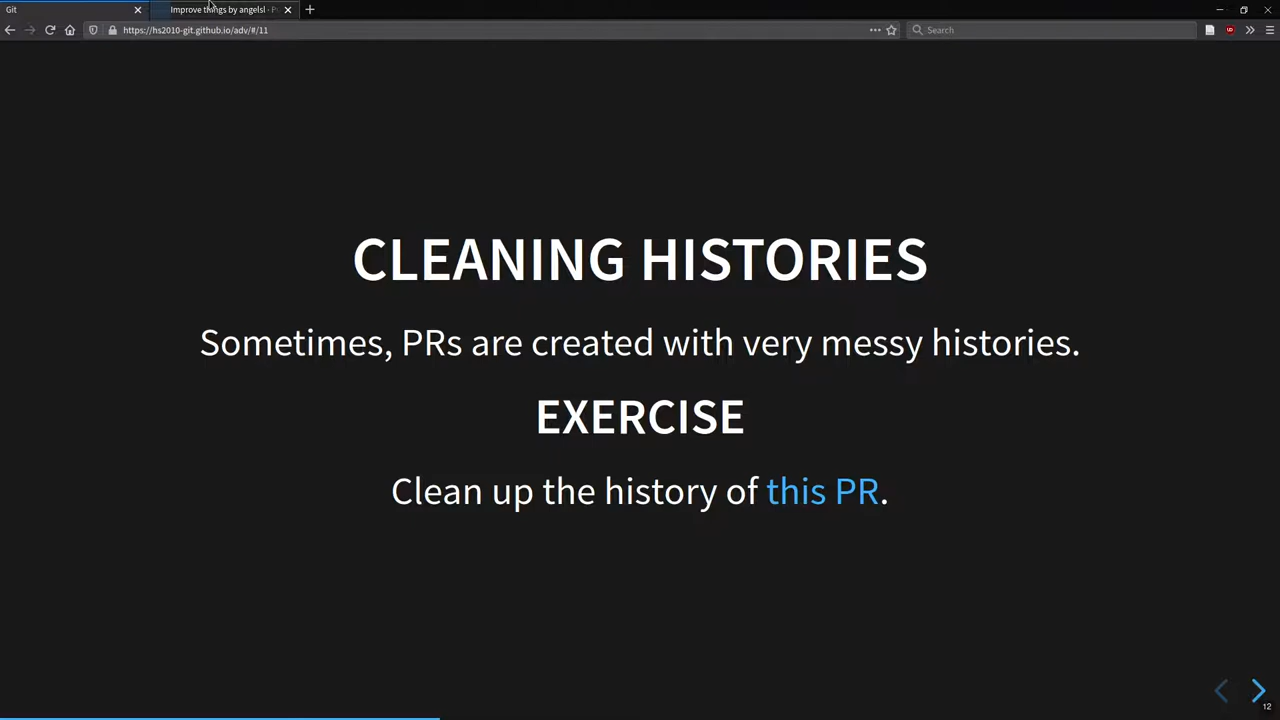 Git
Improve things by angelsl · P
https://hs2010-git.github.io/adv/#/11
Search
CLEANING HISTORIES
Sometimes, PRs are created with very messy histories.
EXERCISE
Clean up the history of this PR.
12